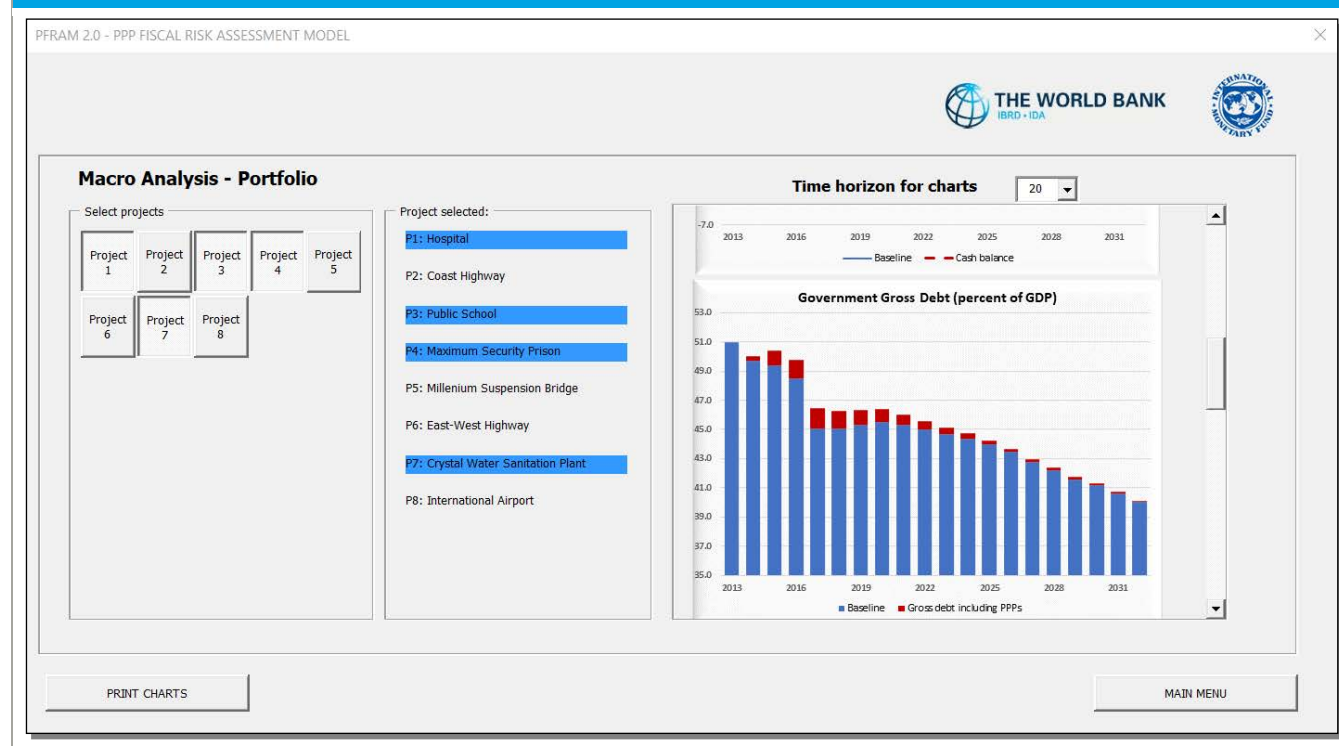 PFRAM 2.0 - PPP FISCAL RISK ASSESSMENT MODEL
THE WORLD BANK
IBRD • IDA
INTERNATIONAL MONETARY FUND
Macro Analysis - Portfolio
Time horizon for charts 20
Select projects
Project 1
Project 2
Project 3
Project 4
Project 5
Project 6
Project 7
Project 8
Project selected:
P1: Hospital
P2: Coast Highway
P3: Public School
P4: Maximum Security Prison
P5: Millenium Suspension Bridge
P6: East-West Highway
P7: Crystal Water Sanitation Plant
P8: International Airport
-7.0
2013 2016 2019 2022 2025 2028 2031
Baseline Cash balance
Government Gross Debt (percent of GDP)
53.0
51.0
49.0
47.0
45.0
43.0
41.0
39.0
37.0
35.0
2013 2016 2019 2022 2025 2028 2031
Baseline Gross debt including PPPs
PRINT CHARTS
MAIN MENU